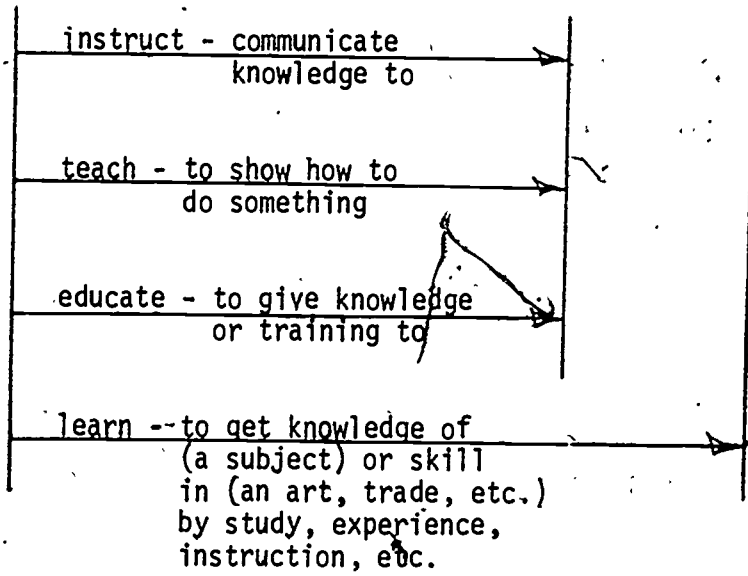 instruct - communicate
knowledge to
teach - to show how to
do something
educate - to give knowledge
or training to
learn -- to get knowledge of
(a subject) or skill
in (an art, trade, etc.)
by study, experience,
instruction, etc.